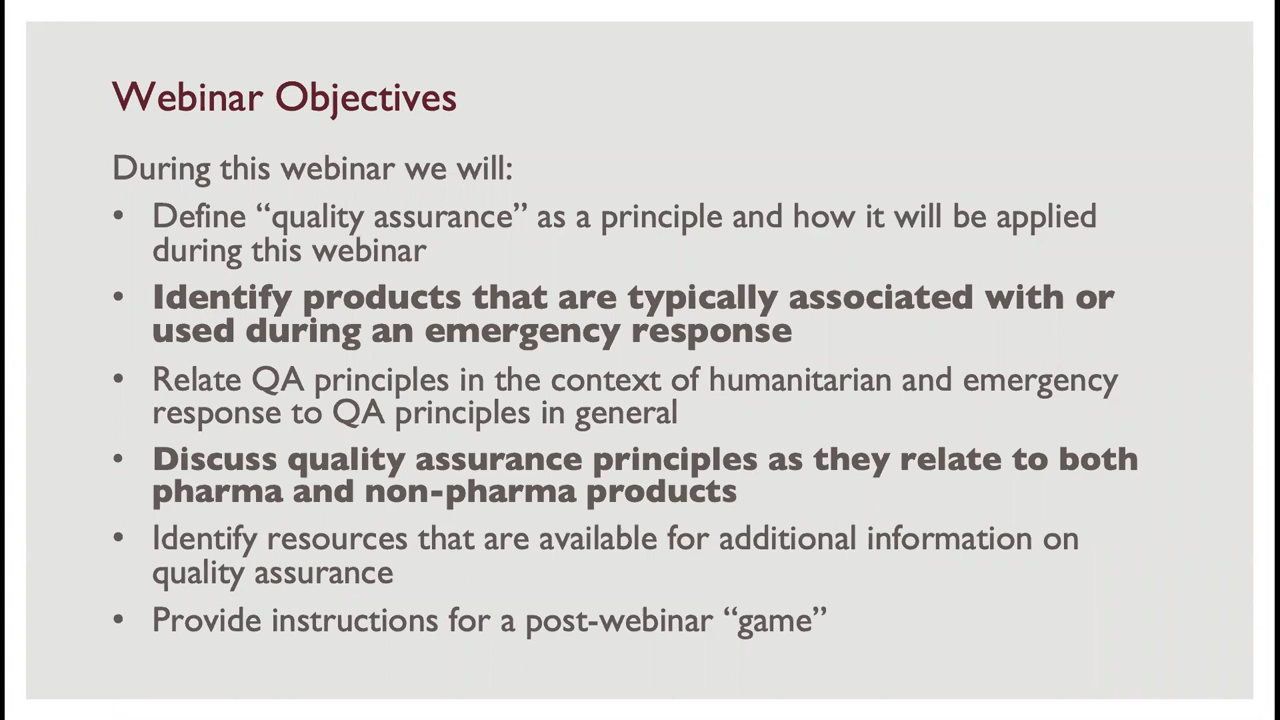 Webinar Objectives
During this webinar we will:
• Define “quality assurance” as a principle and how it will be applied
during this webinar
• Identify products that are typically associated with or
used during an emergency response
• Relate QA principles in the context of humanitarian and emergency
response to QA principles in general
• Discuss quality assurance principles as they relate to both
pharma and non-pharma products
• Identify resources that are available for additional information on
quality assurance
• Provide instructions for a post-webinar “game”